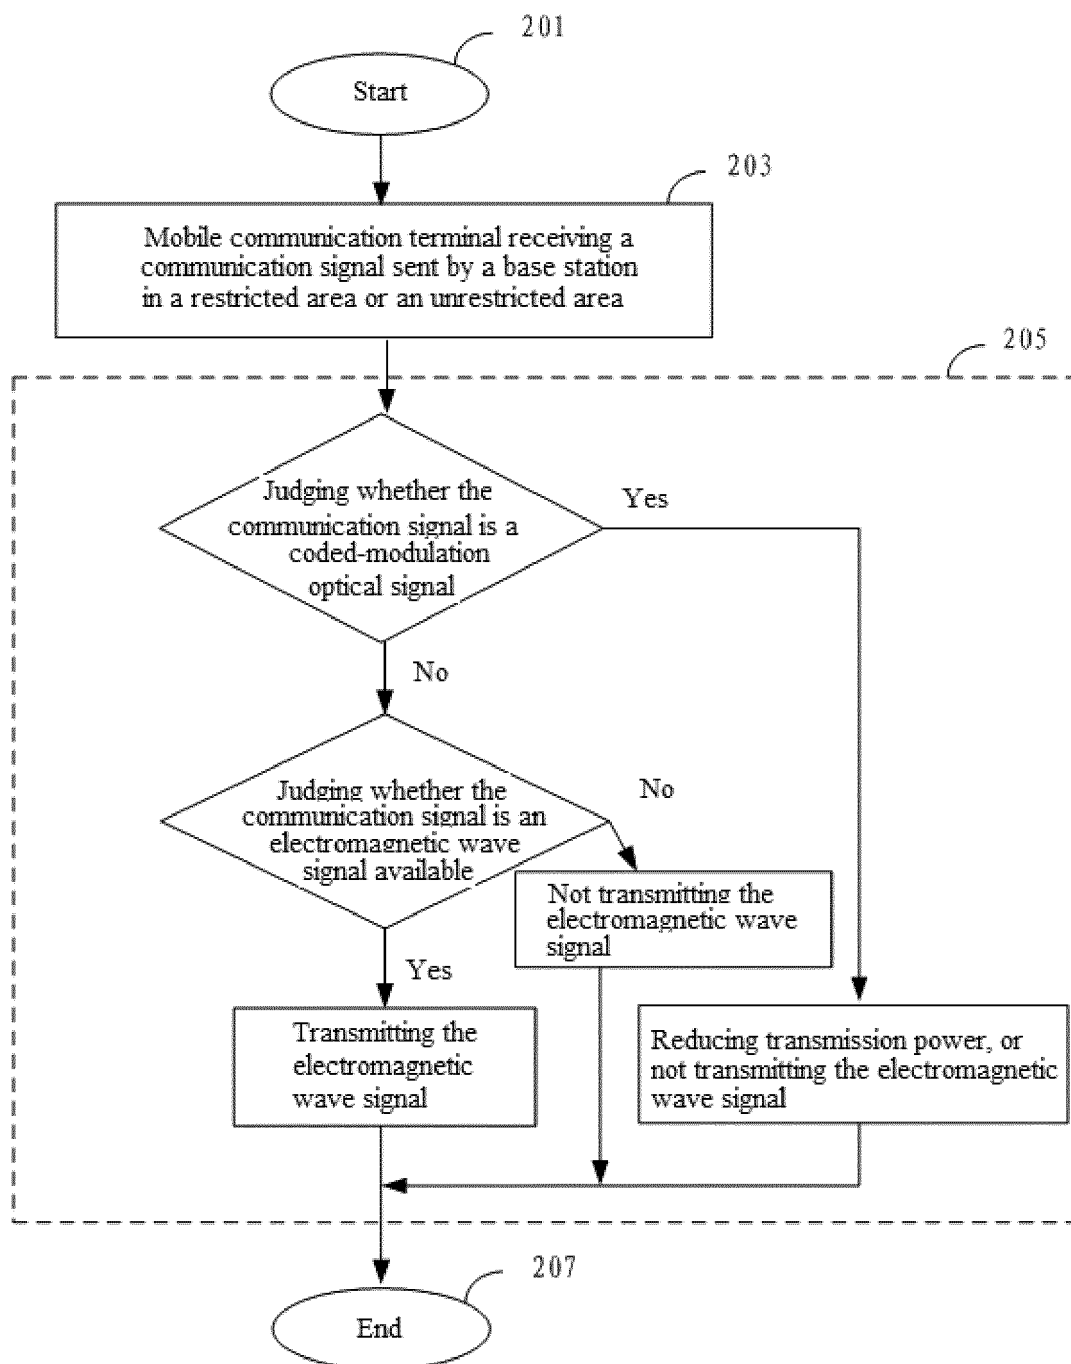 201
Start
203
Mobile communication terminal receiving a
communication signal sent by a base station
in a restricted area or an unrestricted area
205
Judging whether the
communication signal is a
coded-modulation
optical signal
Yes
No
Judging whether the
communication signal is an
electromagnetic wave
signal available
No
Not transmitting the
electromagnetic wave
signal
Yes
Transmitting the
electromagnetic
wave signal
Reducing transmission power, or
not transmitting the electromagnetic
wave signal
207
End